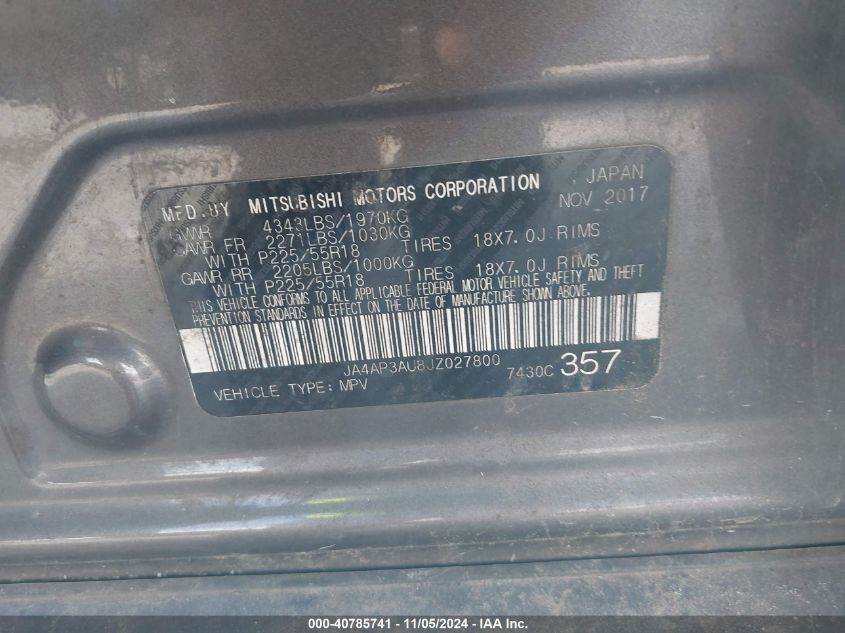 MFD. BY MITSUBISHI MOTORS CORPORATION , JAPAN
NOV 2017
GVWR 4343LBS/1970KG
GAWR FR 2271LBS/1030KG
WITH P225/55R18 TIRES 18X7.0J RIMS
GAWR RR 2205LBS/1000KG
WITH P225/55R18 TIRES 18X7.0J RIMS
THIS VEHICLE CONFORMS TO ALL APPLICABLE FEDERAL MOTOR VEHICLE SAFETY AND THEFT
PREVENTION STANDARDS IN EFFECT ON THE DATE OF MANUFACTURE SHOWN ABOVE.
JA4AP3AU8JZ027800
VEHICLE TYPE: MPV 7430C 357
000-40785741 - 11/05/2024 - IAA Inc.